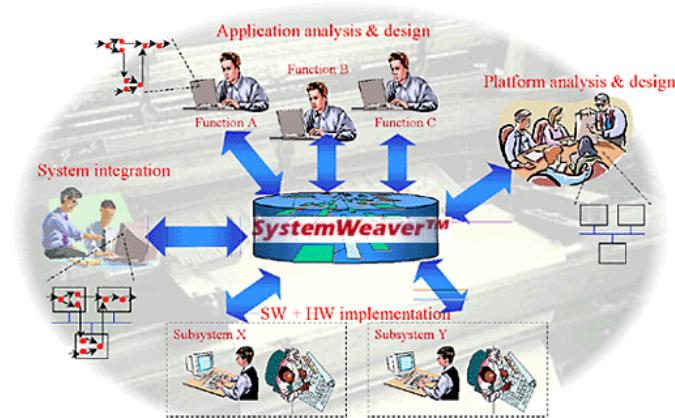 Application analysis & design
Function B
Platform analysis & design
Function A
Function C
System integration
SystemWeaver™
SW + HW implementation
Subsystem X
Subsystem Y